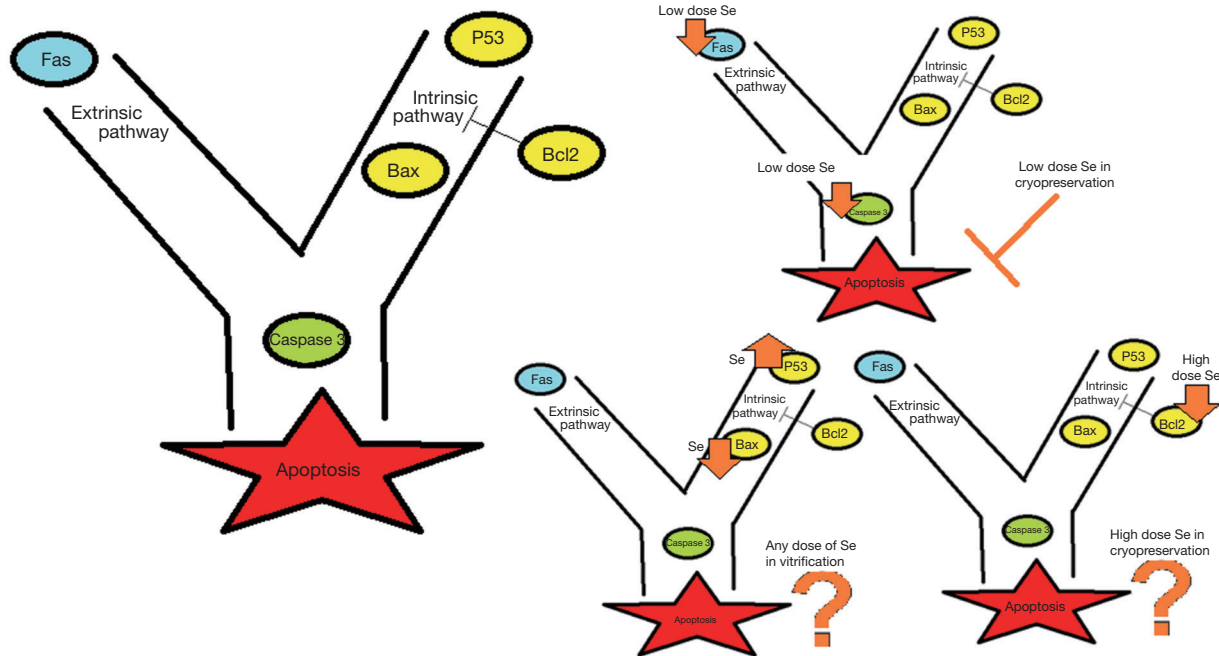 Fas
P53
Extrinsic
pathway
Intrinsic
pathway
Bcl2
Bax
Caspase 3
Apoptosis
Low dose Se
Fas
P53
Extrinsic
pathway
Intrinsic
pathway
Bcl2
Bax
Low dose Se
Caspase 3
Low dose Se in
cryopreservation
Apoptosis
Se
P53
Fas
Extrinsic
pathway
Intrinsic
pathway
Bcl2
Se
Bax
Caspase 3
Any dose of Se
in vitrification
?
Apoptosis
Fas
P53
High
dose Se
Extrinsic
pathway
Intrinsic
pathway
Bcl2
Bax
Caspase 3
High dose Se in
cryopreservation
?
Apoptosis